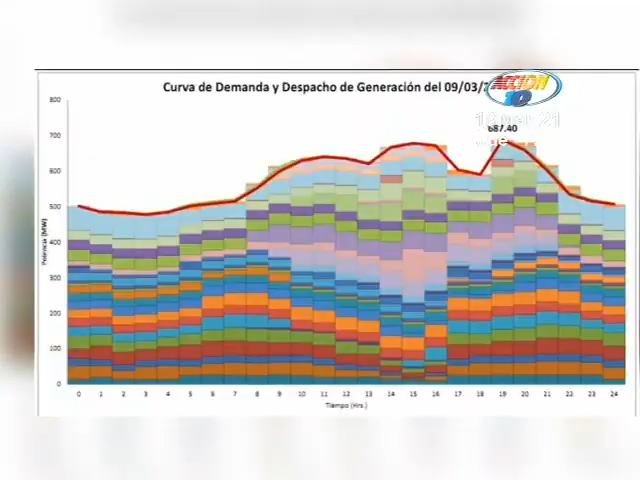 Curva de Demanda y Despacho de Generación del 09/03/
ACCION
10
687.40
800
700
600
500
400
300
200
100
0
Potencia (MW)
0 1 2 3 4 5 6 7 8 9 10 11 12 13 14 15 16 17 18 19 20 21 22 23 24
Tiempo (Hrs.)